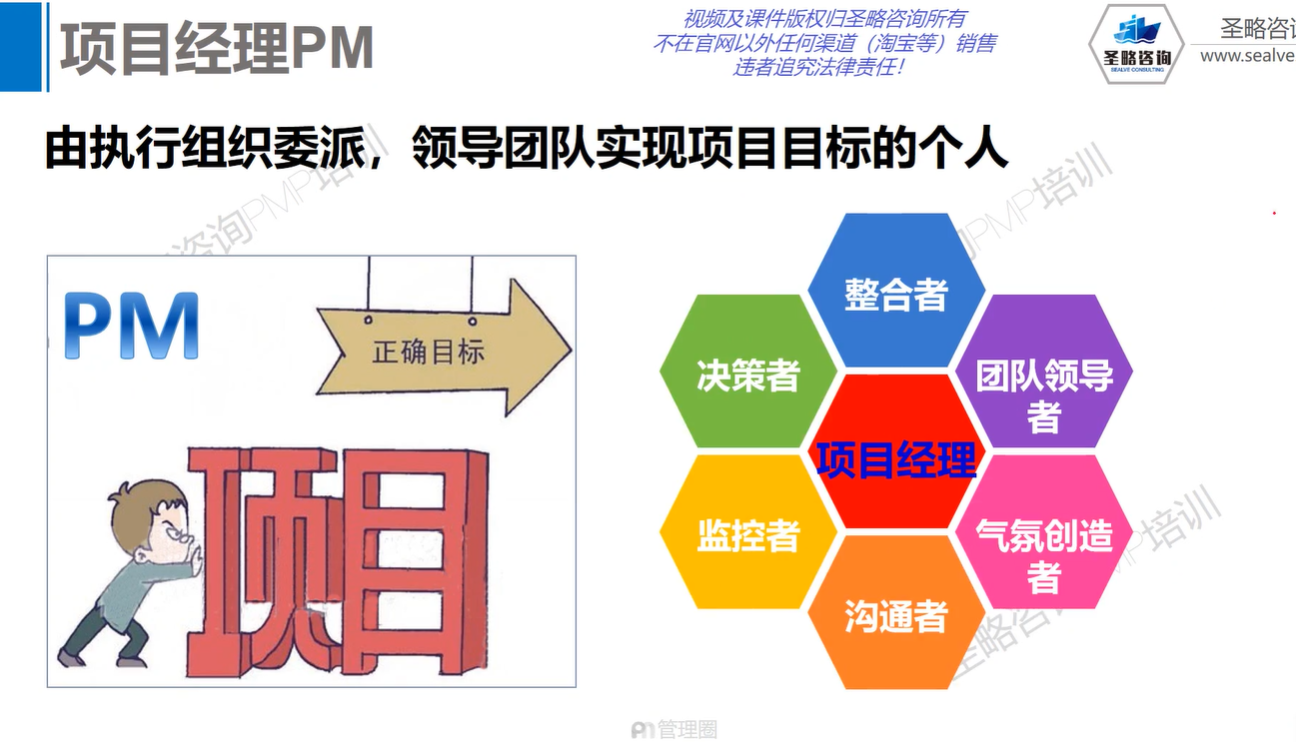 项目经理PM
视频及课件版权归圣略咨询所有
不在官网以外任何渠道（淘宝等）销售
违者追究法律责任！
圣略咨询
SEALVE CONSULTING
圣略咨
www.sealve
由执行组织委派，领导团队实现项目目标的个人
咨询PMP培训
PMP培训
PM
正确目标
项目
整合者
决策者
团队领导
者
项目经理
监控者
气氛创造
者
沟通者
圣略咨
培训
管理圈